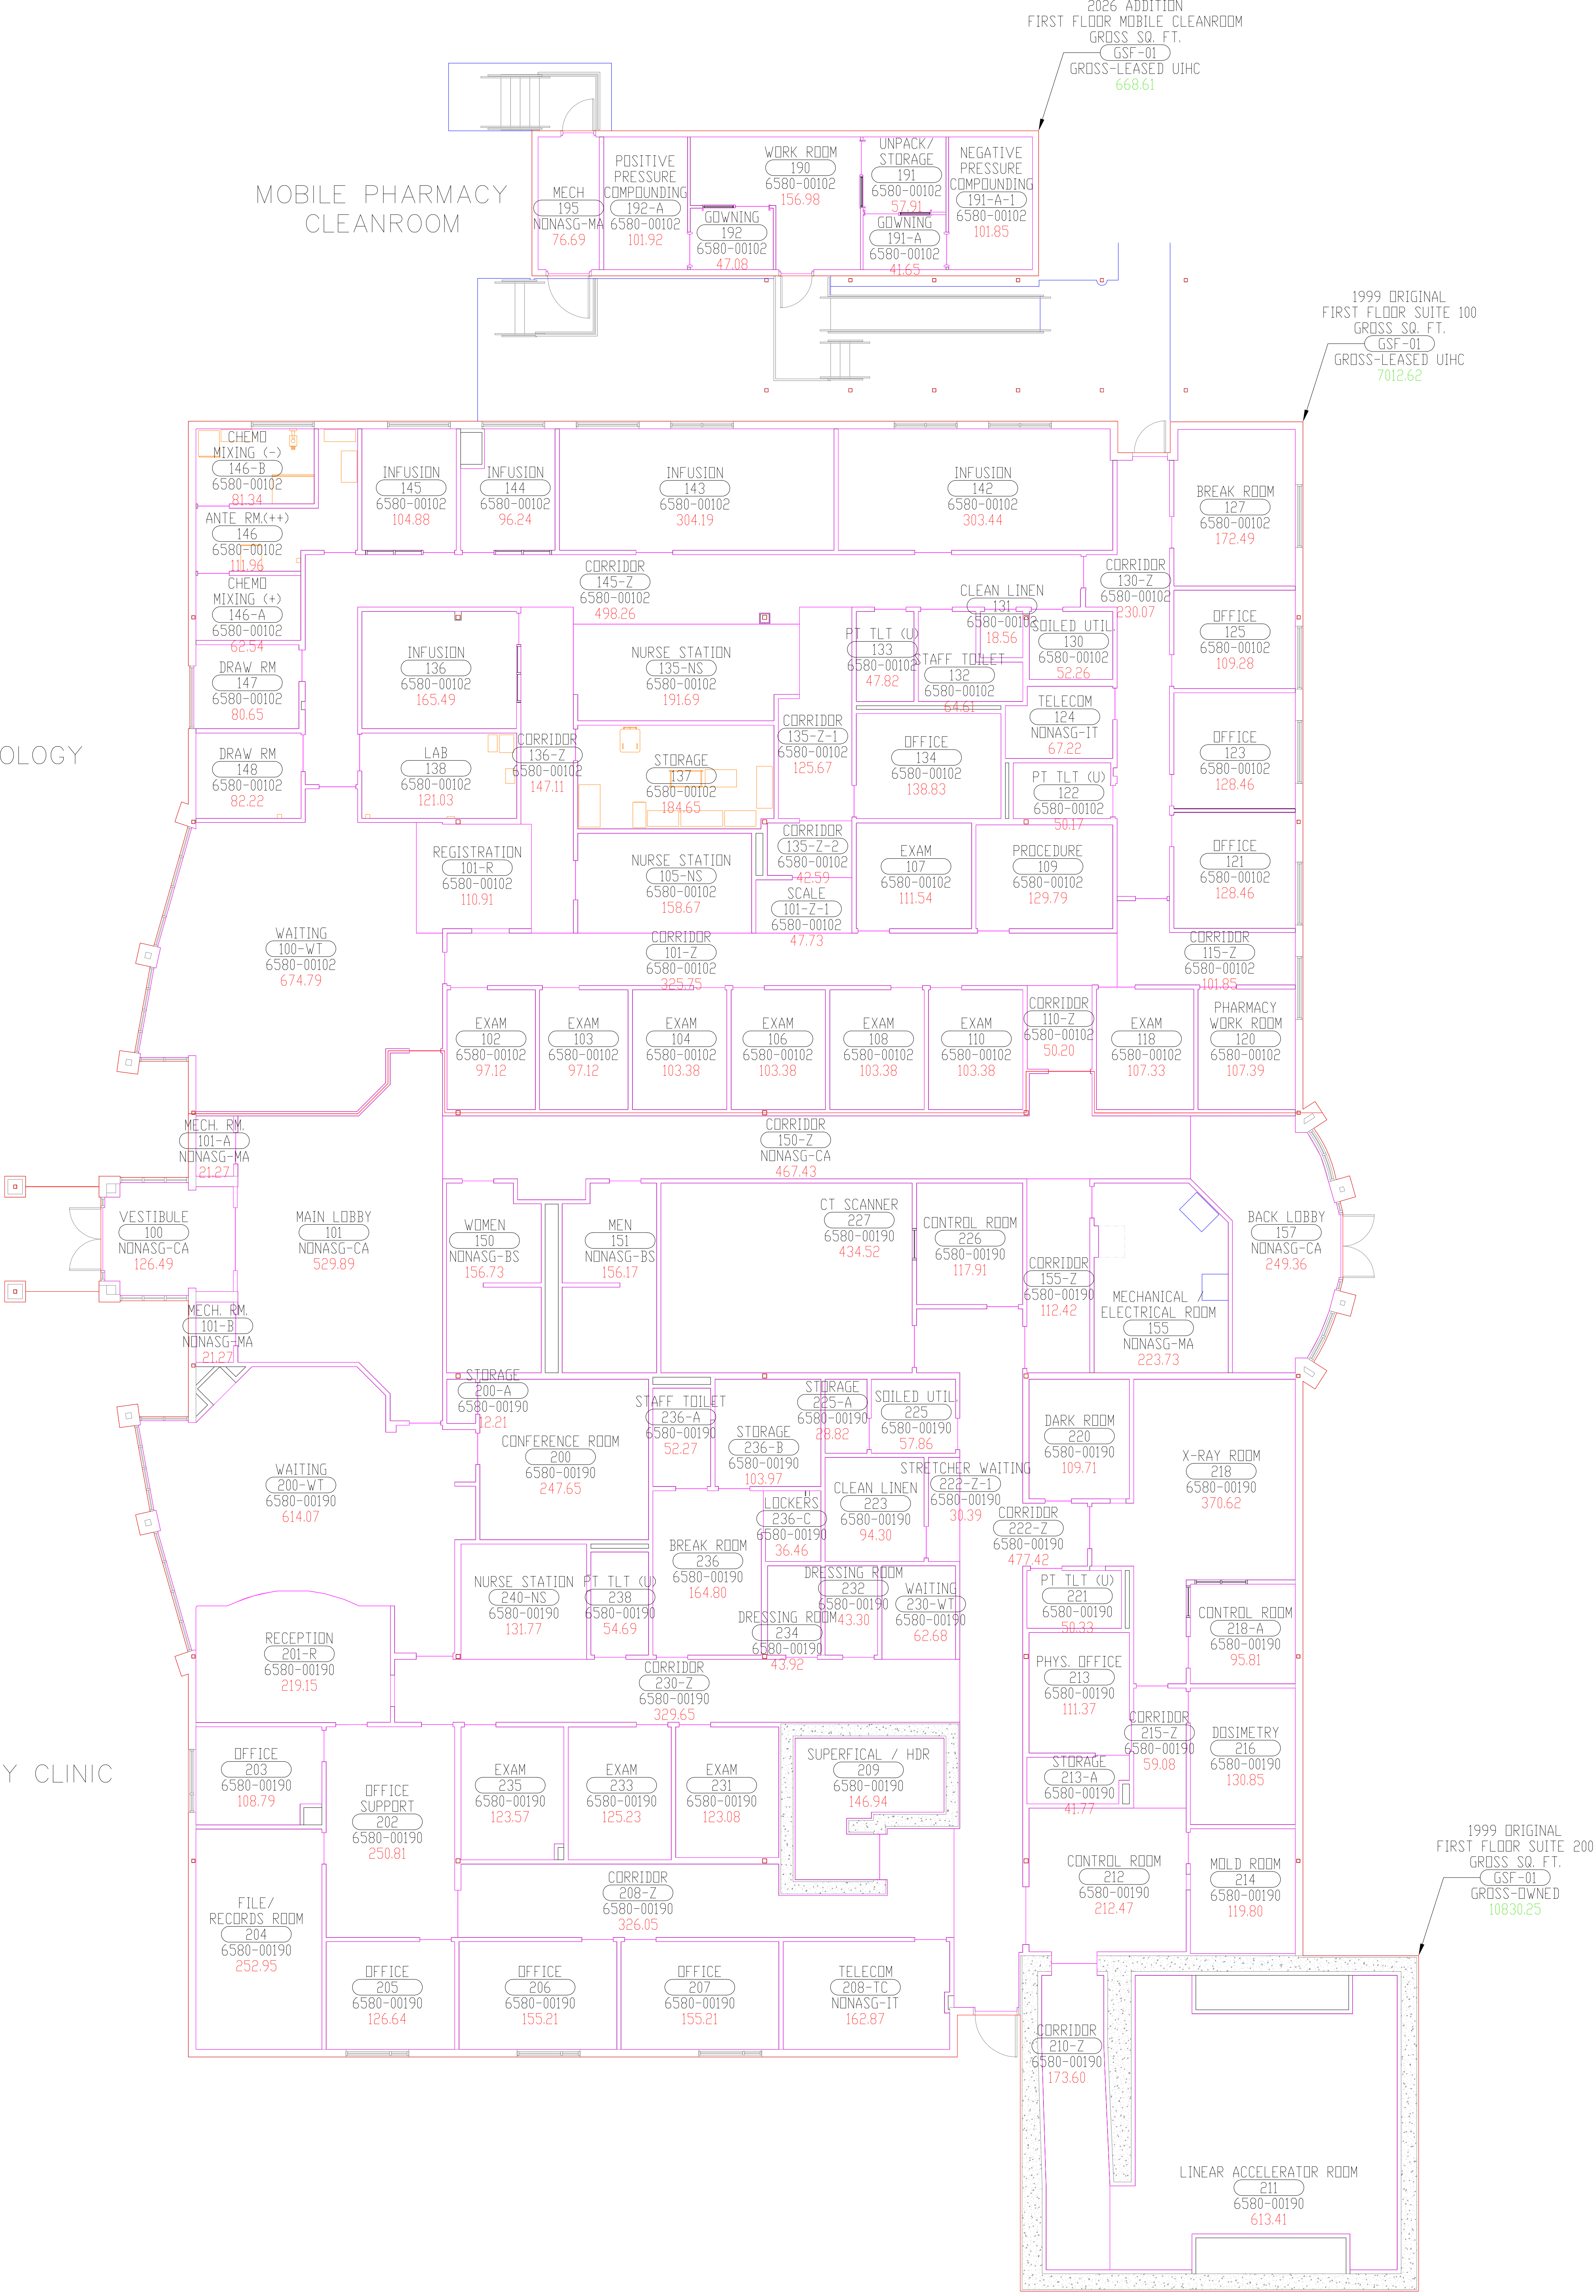 2026 ADDITION
FIRST FLOOR MOBILE CLEANROOM
GROSS SQ. FT.
GSF-01
GROSS-LEASED UIHC
668.61
MOBILE PHARMACY
CLEANROOM
MECH
195
NONASG-MA
76.69
POSITIVE
PRESSURE
COMPOUNDING
192-A
6580-00102
101.92
GOWNING
192
6580-00102
47.08
WORK ROOM
190
6580-00102
156.98
UNPACK/
STORAGE
191
6580-00102
57.91
GOWNING
191-A
6580-00102
41.65
NEGATIVE
PRESSURE
COMPOUNDING
191-A-1
6580-00102
101.85
1999 ORIGINAL
FIRST FLOOR SUITE 100
GROSS SQ. FT.
GSF-01
GROSS-LEASED UIHC
7012.62
CHEMO
MIXING (-)
146-B
6580-00102
81.34
ANTE RM.(++)
146
6580-00102
111.96
CHEMO
MIXING (+)
146-A
6580-00102
62.54
INFUSION
145
6580-00102
104.88
INFUSION
144
6580-00102
96.24
INFUSION
143
6580-00102
304.19
INFUSION
142
6580-00102
303.44
BREAK ROOM
127
6580-00102
172.49
CORRIDOR
145-Z
6580-00102
498.26
CORRIDOR
130-Z
6580-00102
230.07
CLEAN LINEN
131
6580-00102
18.56
SOILED UTIL.
130
6580-00102
52.26
PT TLT (U)
133
6580-00102
47.82
STAFF TOILET
132
6580-00102
64.61
OFFICE
125
6580-00102
109.28
DRAW RM
147
6580-00102
80.65
INFUSION
136
6580-00102
165.49
NURSE STATION
135-NS
6580-00102
191.69
TELECOM
124
NONASG-IT
67.22
OLOGY
DRAW RM
148
6580-00102
82.22
LAB
138
6580-00102
121.03
CORRIDOR
136-Z
6580-00102
147.11
STORAGE
137
6580-00102
184.65
CORRIDOR
135-Z-1
6580-00102
125.67
OFFICE
134
6580-00102
138.83
PT TLT (U)
122
6580-00102
50.17
OFFICE
123
6580-00102
128.46
REGISTRATION
101-R
6580-00102
110.91
NURSE STATION
105-NS
6580-00102
158.67
CORRIDOR
135-Z-2
6580-00102
42.59
SCALE
101-Z-1
6580-00102
47.73
EXAM
107
6580-00102
111.54
PROCEDURE
109
6580-00102
129.79
OFFICE
121
6580-00102
128.46
WAITING
100-WT
6580-00102
674.79
CORRIDOR
101-Z
6580-00102
325.75
CORRIDOR
115-Z
6580-00102
101.85
EXAM
102
6580-00102
97.12
EXAM
103
6580-00102
97.12
EXAM
104
6580-00102
103.38
EXAM
106
6580-00102
103.38
EXAM
108
6580-00102
103.38
EXAM
110
6580-00102
103.38
CORRIDOR
110-Z
6580-00102
50.20
EXAM
118
6580-00102
107.33
PHARMACY
WORK ROOM
120
6580-00102
107.39
MECH. RM.
101-A
NONASG-MA
21.27
CORRIDOR
150-Z
NONASG-CA
467.43
VESTIBULE
100
NONASG-CA
126.49
MAIN LOBBY
101
NONASG-CA
529.89
WOMEN
150
NONASG-BS
156.73
MEN
151
NONASG-BS
156.17
CT SCANNER
227
6580-00190
434.52
CONTROL ROOM
226
6580-00190
117.91
CORRIDOR
155-Z
6580-00190
112.42
MECHANICAL /
ELECTRICAL ROOM
155
NONASG-MA
223.73
BACK LOBBY
157
NONASG-CA
249.36
MECH. RM.
101-B
NONASG-MA
21.27
STORAGE
200-A
6580-00190
12.21
CONFERENCE ROOM
200
6580-00190
247.65
STAFF TOILET
236-A
6580-00190
52.27
STORAGE
236-B
6580-00190
103.97
STORAGE
225-A
6580-00190
28.82
SOILED UTIL.
225
6580-00190
57.86
DARK ROOM
220
6580-00190
109.71
X-RAY ROOM
218
6580-00190
370.62
WAITING
200-WT
6580-00190
614.07
STRETCHER WAITING
222-Z-1
6580-00190
30.39
CLEAN LINEN
223
6580-00190
94.30
LOCKERS
236-C
6580-00190
36.46
CORRIDOR
222-Z
6580-00190
477.42
BREAK ROOM
236
6580-00190
164.80
NURSE STATION
240-NS
6580-00190
131.77
PT TLT (U)
238
6580-00190
54.69
DRESSING ROOM
232
6580-00190
43.30
WAITING
230-WT
6580-00190
62.68
DRESSING ROOM
234
6580-00190
43.92
PT TLT (U)
221
6580-00190
50.33
CONTROL ROOM
218-A
6580-00190
95.81
RECEPTION
201-R
6580-00190
219.15
CORRIDOR
230-Z
6580-00190
329.65
PHYS. OFFICE
213
6580-00190
111.37
CORRIDOR
215-Z
6580-00190
59.08
DOSIMETRY
216
6580-00190
130.85
Y CLINIC
OFFICE
203
6580-00190
108.79
OFFICE
SUPPORT
202
6580-00190
250.81
EXAM
235
6580-00190
123.57
EXAM
233
6580-00190
125.23
EXAM
231
6580-00190
123.08
SUPERFICAL / HDR
209
6580-00190
146.94
STORAGE
213-A
6580-00190
41.77
1999 ORIGINAL
FIRST FLOOR SUITE 200
GROSS SQ. FT.
GSF-01
GROSS-OWNED
10830.25
FILE/
RECORDS ROOM
204
6580-00190
252.95
CORRIDOR
208-Z
6580-00190
326.05
CONTROL ROOM
212
6580-00190
212.47
MOLD ROOM
214
6580-00190
119.80
OFFICE
205
6580-00190
126.64
OFFICE
206
6580-00190
155.21
OFFICE
207
6580-00190
155.21
TELECOM
208-TC
NONASG-IT
162.87
CORRIDOR
210-Z
6580-00190
173.60
LINEAR ACCELERATOR ROOM
211
6580-00190
613.41